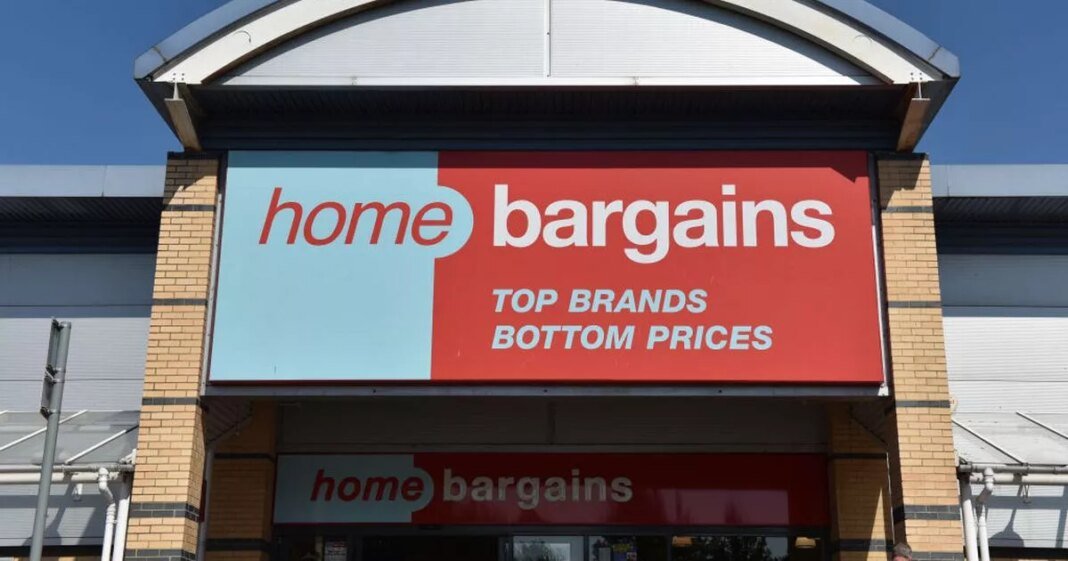 home bargains
TOP BRANDS
BOTTOM PRICES
home bargains